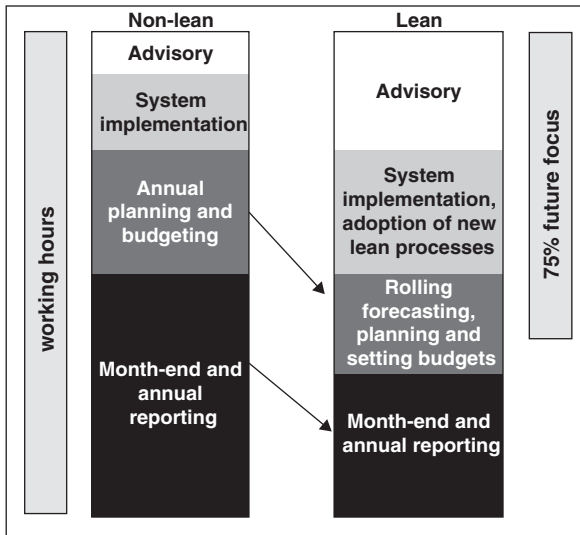 Non-lean
Lean
working hours
Advisory
System
implementation
Annual
planning and
budgeting
Month-end and
annual
reporting
Advisory
System
implementation,
adoption of new
lean processes
Rolling
forecasting,
planning and
setting budgets
Month-end and
annual reporting
75% future focus